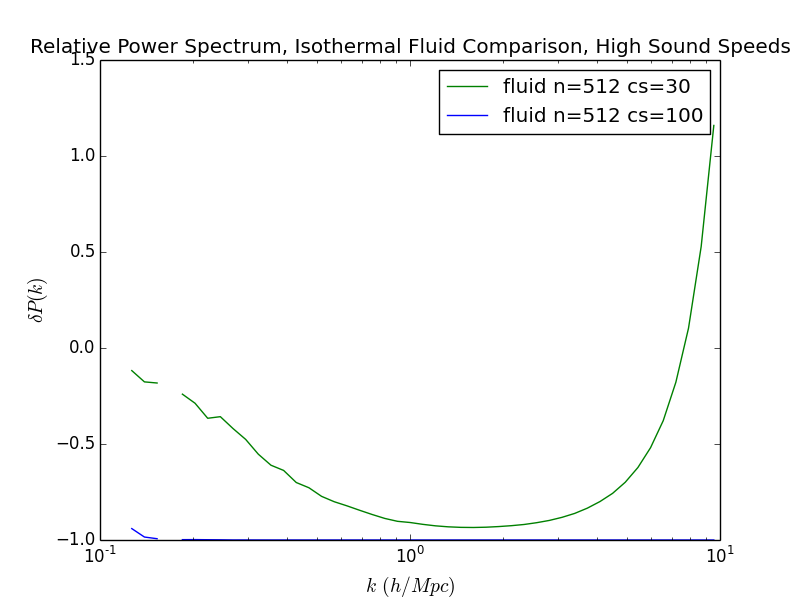 Relative Power Spectrum, Isothermal Fluid Comparison, High Sound Speeds
fluid n=512 cs=30
fluid n=512 cs=100
1.5
1.0
0.5
0.0
−0.5
−1.0
δP(k)
10⁻¹ 10⁰ 10¹
k (h/Mpc)